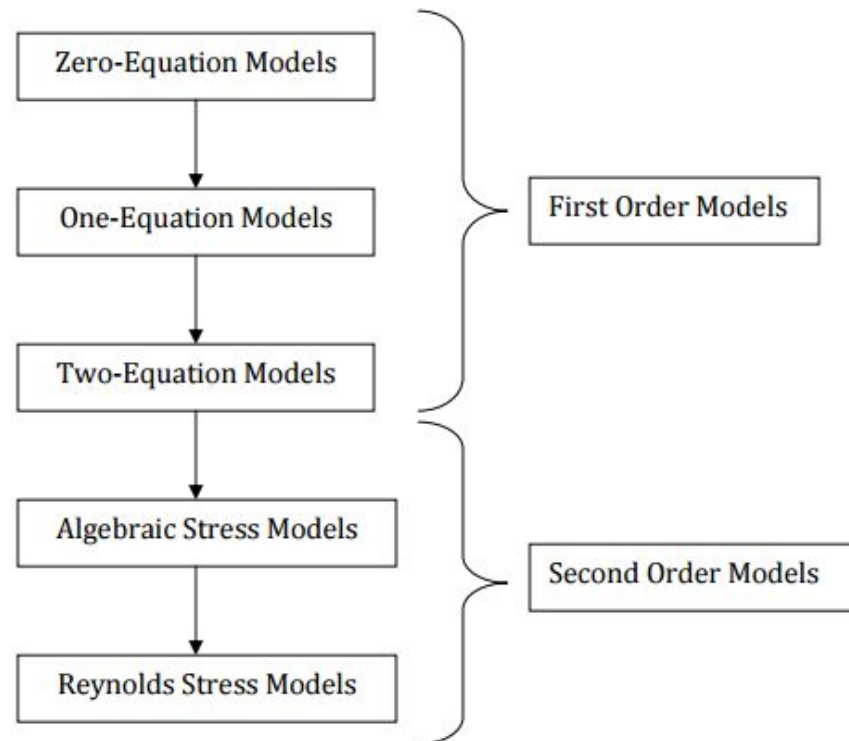 Zero-Equation Models
One-Equation Models
First Order Models
Two-Equation Models
Algebraic Stress Models
Second Order Models
Reynolds Stress Models